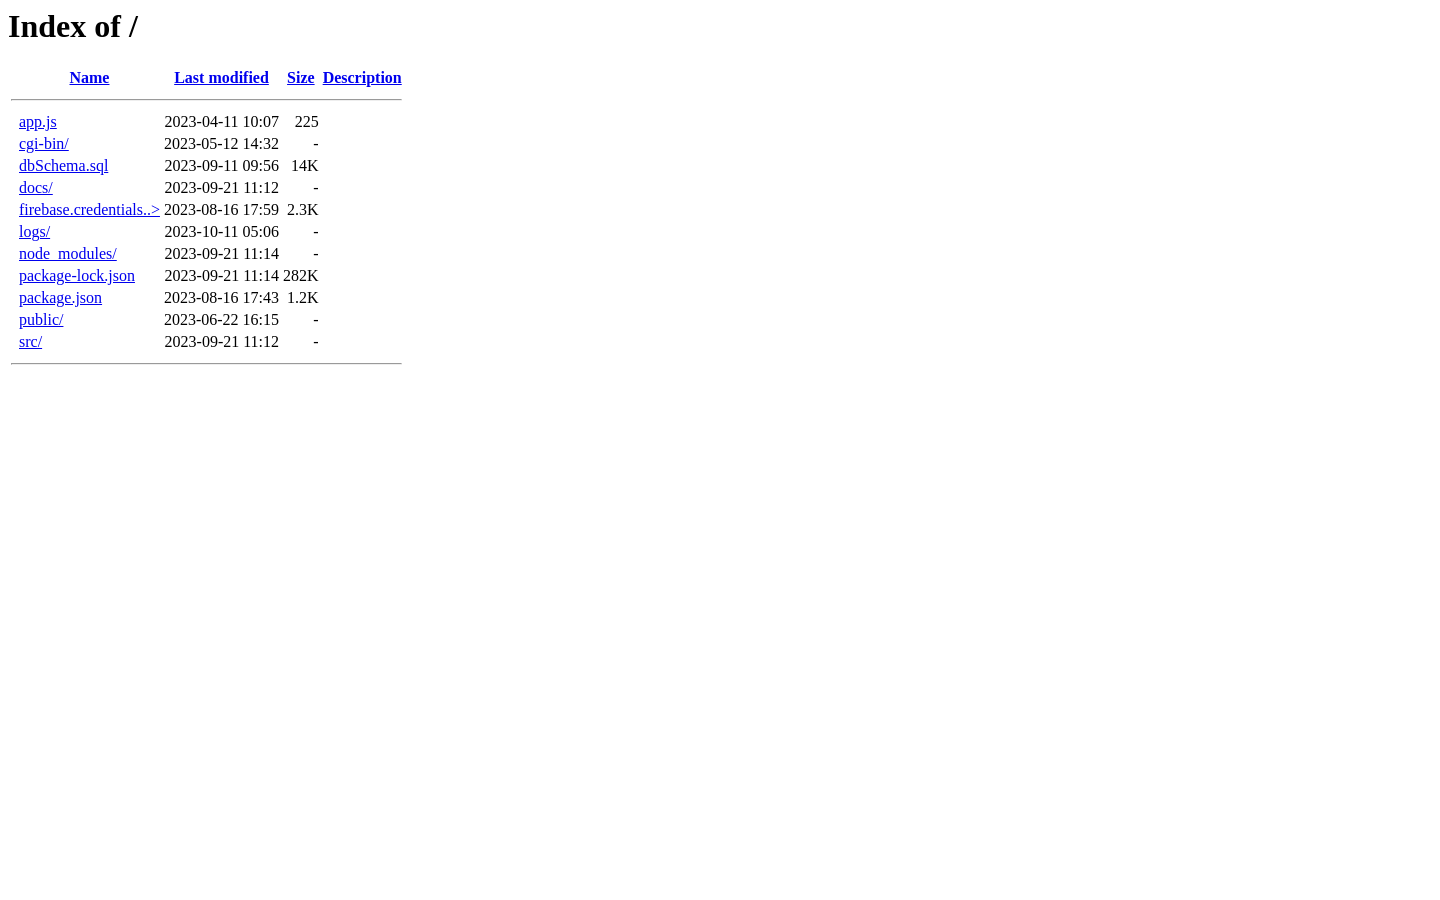 Index of /
Name Last modified Size Description
app.js 2023-04-11 10:07 225
cgi-bin/ 2023-05-12 14:32 -
dbSchema.sql 2023-09-11 09:56 14K
docs/ 2023-09-21 11:12 -
firebase.credentials..> 2023-08-16 17:59 2.3K
logs/ 2023-10-11 05:06 -
node_modules/ 2023-09-21 11:14 -
package-lock.json 2023-09-21 11:14 282K
package.json 2023-08-16 17:43 1.2K
public/ 2023-06-22 16:15 -
src/ 2023-09-21 11:12 -